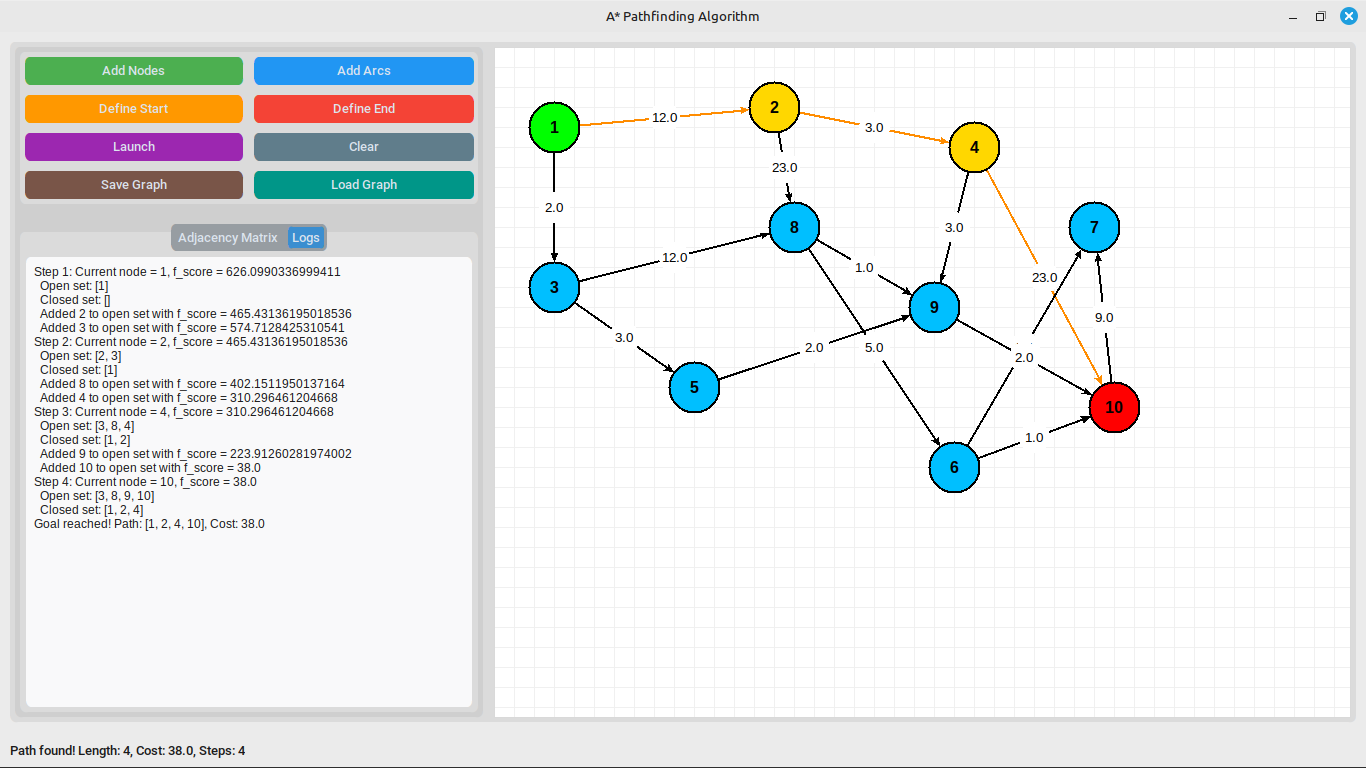 A* Pathfinding Algorithm
Add Nodes
Add Arcs
Define Start
Define End
Launch
Clear
Save Graph
Load Graph
Adjacency Matrix
Logs
Step 1: Current node = 1, f_score = 626.0990336999411
Open set: [1]
Closed set: []
Added 2 to open set with f_score = 465.43136195018536
Added 3 to open set with f_score = 574.7128425310541
Step 2: Current node = 2, f_score = 465.43136195018536
Open set: [2, 3]
Closed set: [1]
Added 8 to open set with f_score = 402.1511950137164
Added 4 to open set with f_score = 310.296461204668
Step 3: Current node = 4, f_score = 310.296461204668
Open set: [3, 8, 4]
Closed set: [1, 2]
Added 9 to open set with f_score = 223.91260281974002
Added 10 to open set with f_score = 38.0
Step 4: Current node = 10, f_score = 38.0
Open set: [3, 8, 9, 10]
Closed set: [1, 2, 4]
Goal reached! Path: [1, 2, 4, 10], Cost: 38.0
1
12.0
2
3.0
4
23.0
2.0
8
7
3.0
12.0
1.0
23.0
3
9
9.0
3.0
2.0
5.0
2.0
5
10
1.0
6
Path found! Length: 4, Cost: 38.0, Steps: 4